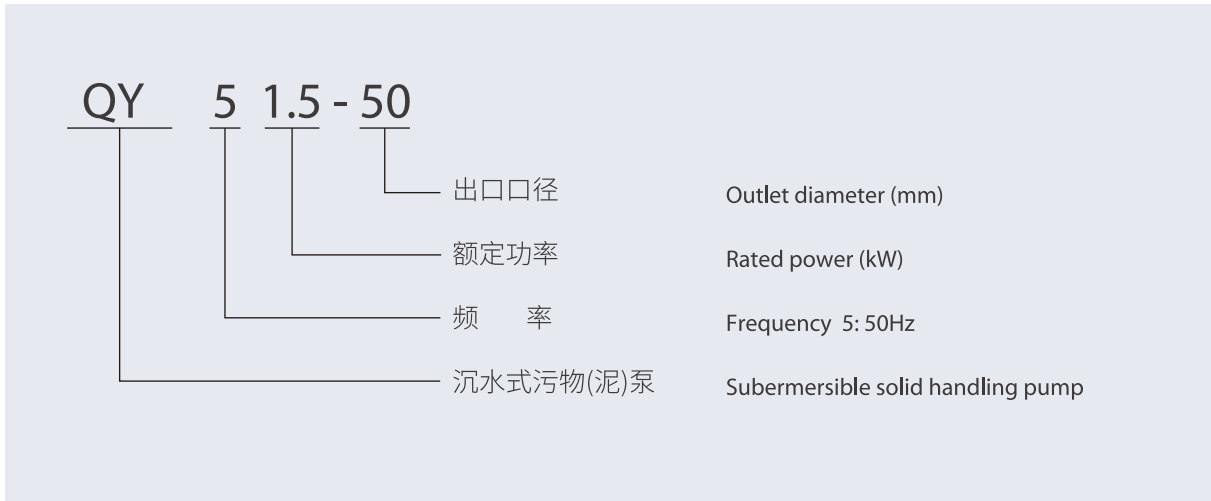 QY 5 1.5 - 50
出口口径 Outlet diameter (mm)
额定功率 Rated power (kW)
频 率 Frequency 5: 50Hz
沉水式污物(泥)泵 Subermersible solid handling pump